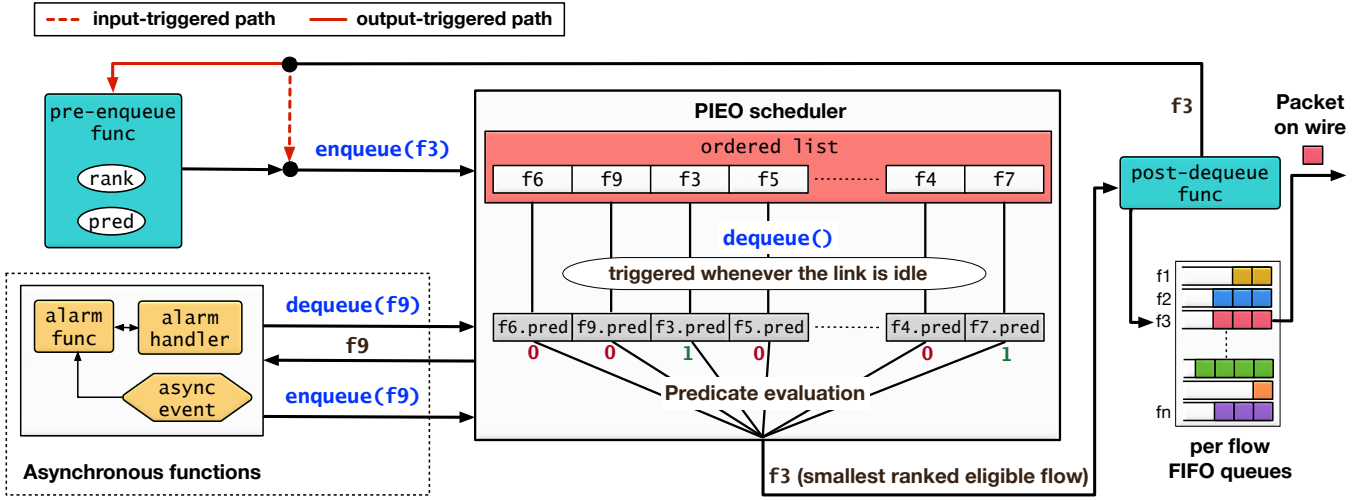 input-triggered path output-triggered path
pre-enqueue
func
rank
pred
enqueue(f3)
PIEO scheduler
ordered list
f6 f9 f3 f5 f4 f7
dequeue()
triggered whenever the link is idle
f6.pred f9.pred f3.pred f5.pred f4.pred f7.pred
0 0 1 0 0 1
Predicate evaluation
f3 (smallest ranked eligible flow)
alarm
func
alarm
handler
async
event
Asynchronous functions
dequeue(f9)
f9
enqueue(f9)
f3
Packet
on wire
post-dequeue
func
f1
f2
f3
fn
per flow
FIFO queues